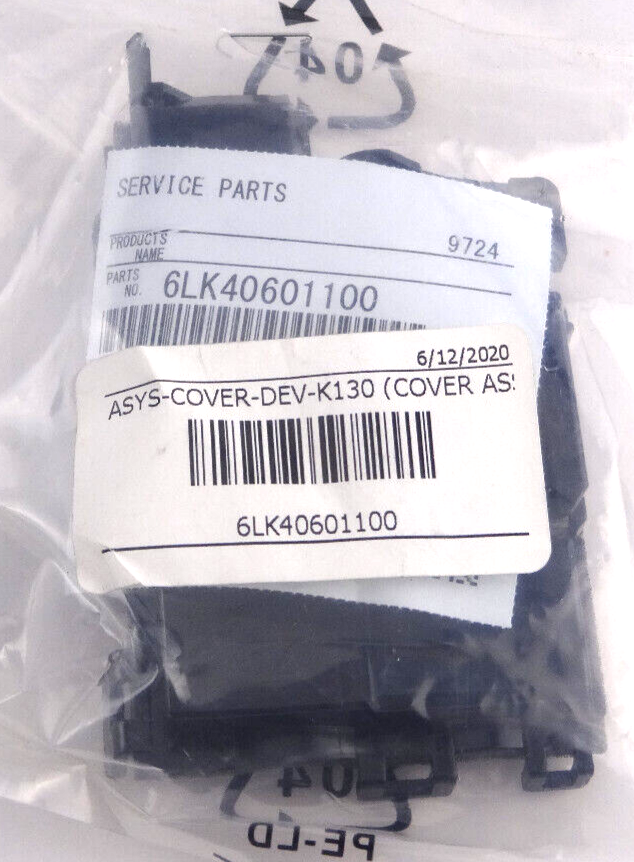 04
SERVICE PARTS
PRODUCTS NAME
9724
PARTS NO. 6LK40601100
6/12/2020
ASYS-COVER-DEV-K130 (COVER AS
6LK40601100
04
PE-LD